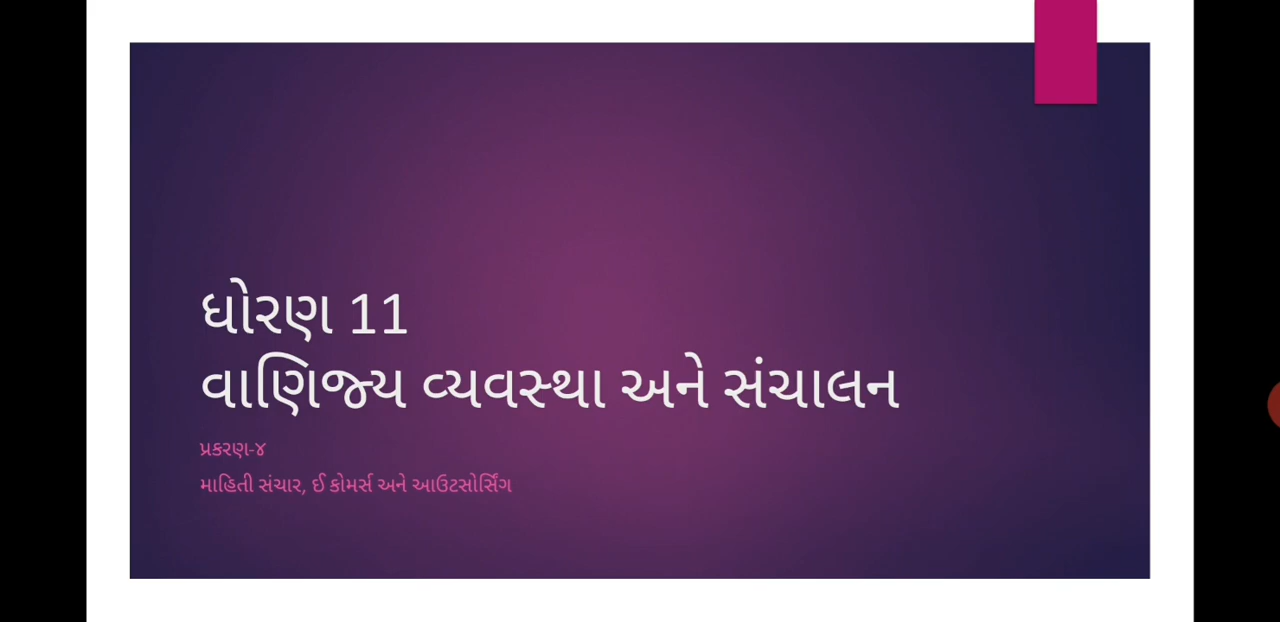 ધોરણ 11
વાણિજ્ય વ્યવસ્થા અને સંચાલન
પ્રકરણ-૪
માહિતી સંચાર, ઈ કોમર્સ અને આઉટસોર્સિંગ